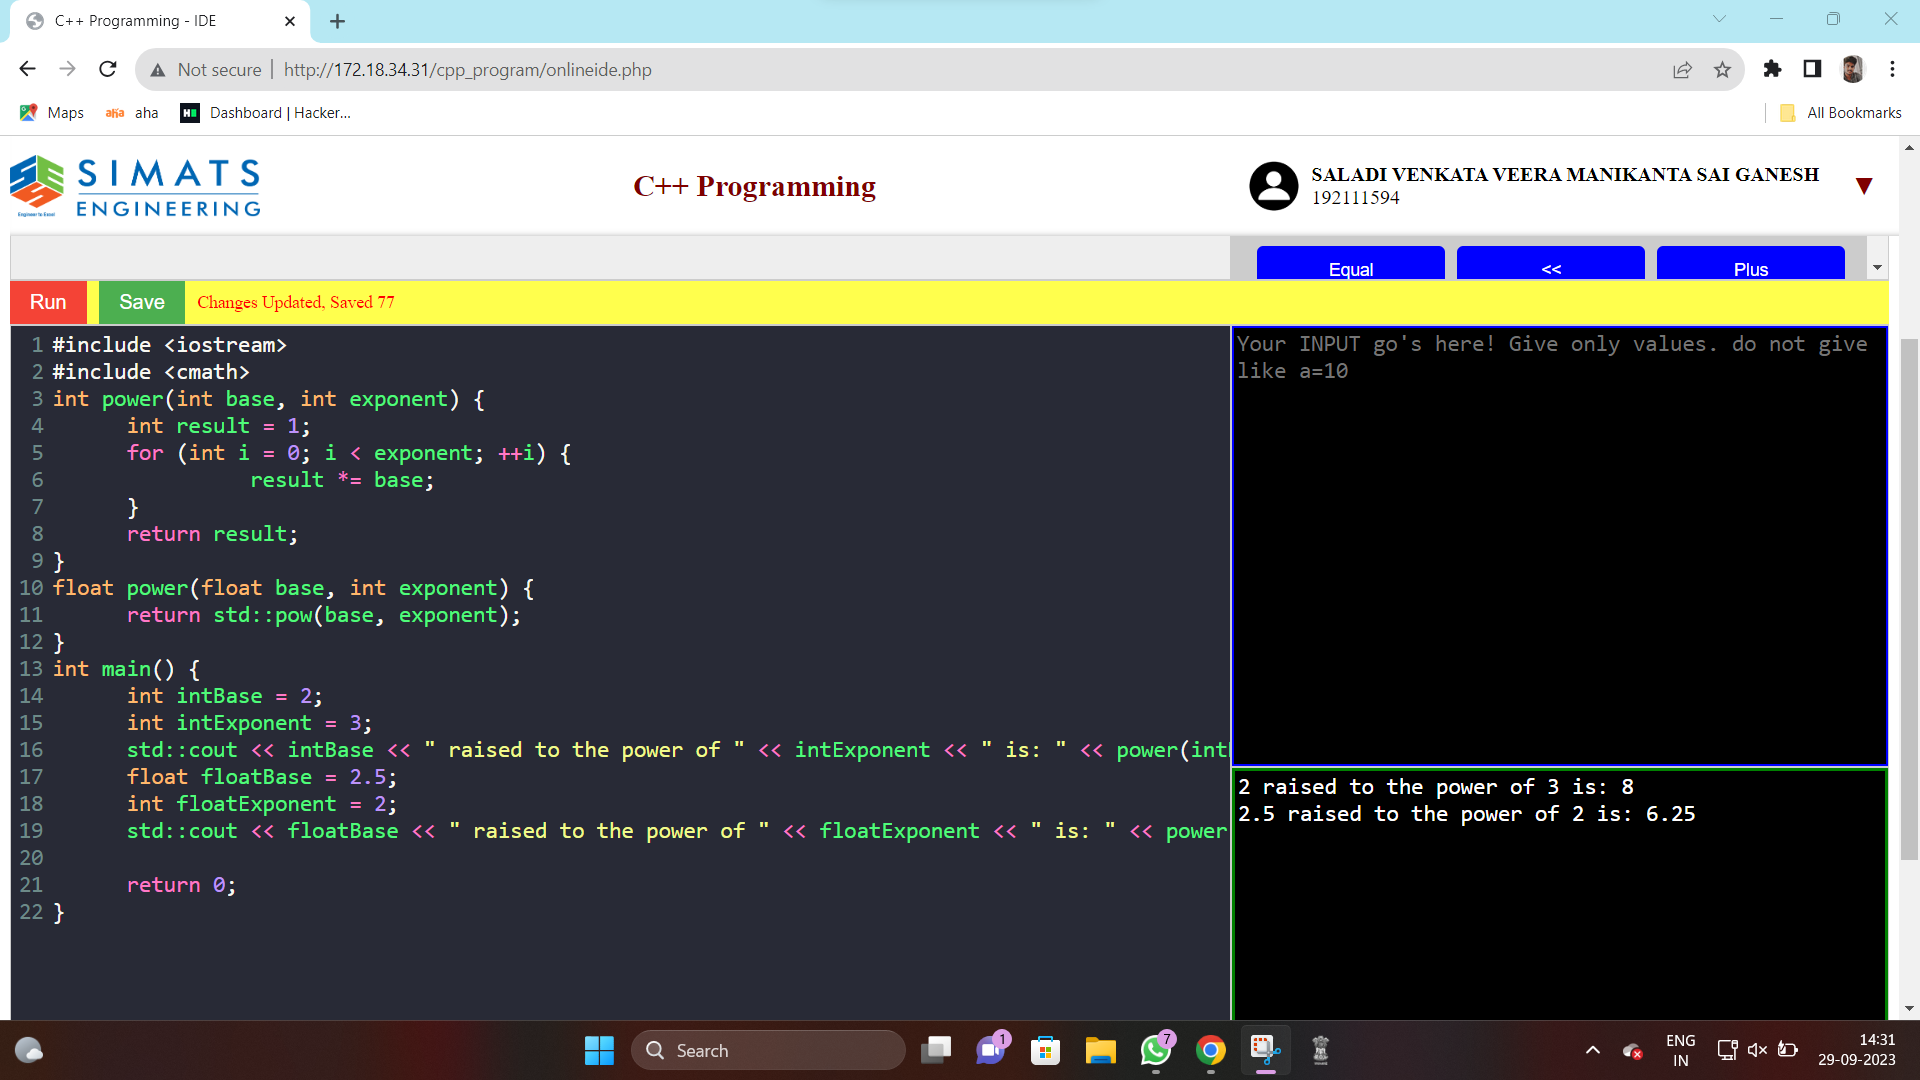 C++ Programming - IDE
Not secure | http://172.18.34.31/cpp_program/onlineide.php
Maps aha aha H Dashboard | Hacker... All Bookmarks
SIMATS
ENGINEERING
Engineer to Excel
C++ Programming
SALADI VENKATA VEERA MANIKANTA SAI GANESH
192111594
Equal << Plus
Run Save Changes Updated, Saved 77
1 #include <iostream>
2 #include <cmath>
3 int power(int base, int exponent) {
4 int result = 1;
5 for (int i = 0; i < exponent; ++i) {
6 result *= base;
7 }
8 return result;
9 }
10 float power(float base, int exponent) {
11 return std::pow(base, exponent);
12 }
13 int main() {
14 int intBase = 2;
15 int intExponent = 3;
16 std::cout << intBase << " raised to the power of " << intExponent << " is: " << power(int
17 float floatBase = 2.5;
18 int floatExponent = 2;
19 std::cout << floatBase << " raised to the power of " << floatExponent << " is: " << power
20
21 return 0;
22 }
Your INPUT go's here! Give only values. do not give
like a=10
2 raised to the power of 3 is: 8
2.5 raised to the power of 2 is: 6.25
Search
1
7
ENG
IN
14:31
29-09-2023